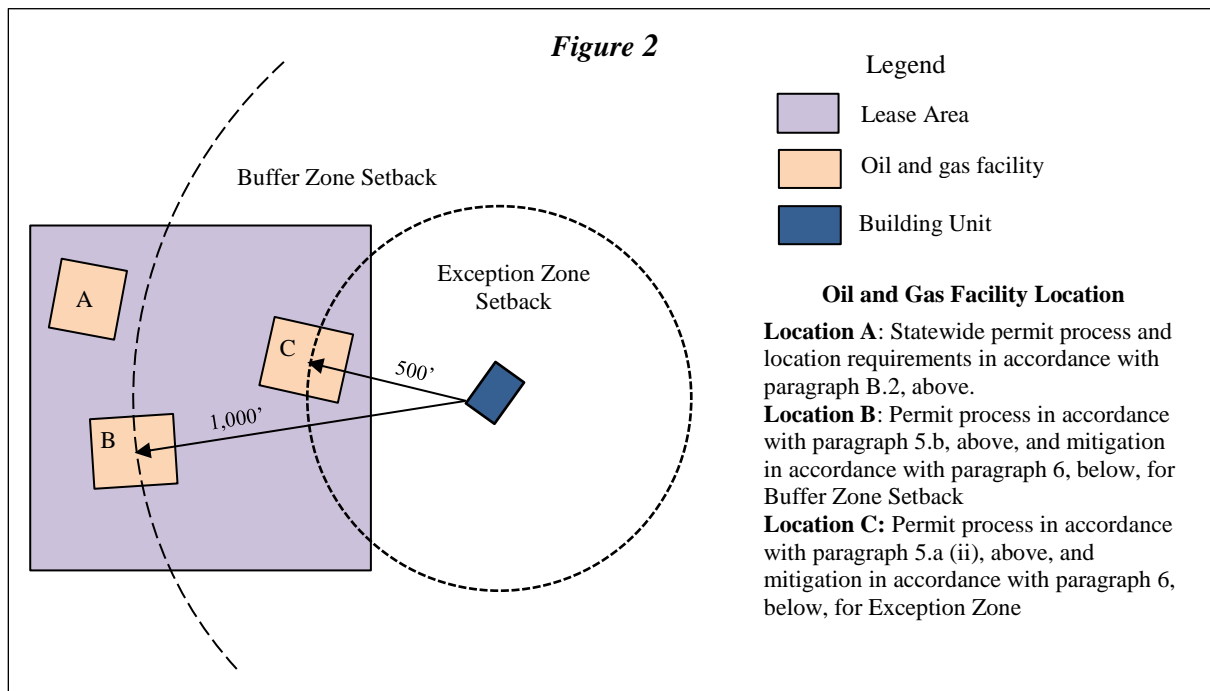 Figure 2
Legend
Lease Area
Oil and gas facility
Building Unit
Buffer Zone Setback
Exception Zone
Setback
A
C
500’
1,000’
B
Oil and Gas Facility Location
Location A: Statewide permit process and
location requirements in accordance with
paragraph B.2, above.
Location B: Permit process in accordance
with paragraph 5.b, above, and mitigation
in accordance with paragraph 6, below, for
Buffer Zone Setback
Location C: Permit process in accordance
with paragraph 5.a (ii), above, and
mitigation in accordance with paragraph 6,
below, for Exception Zone